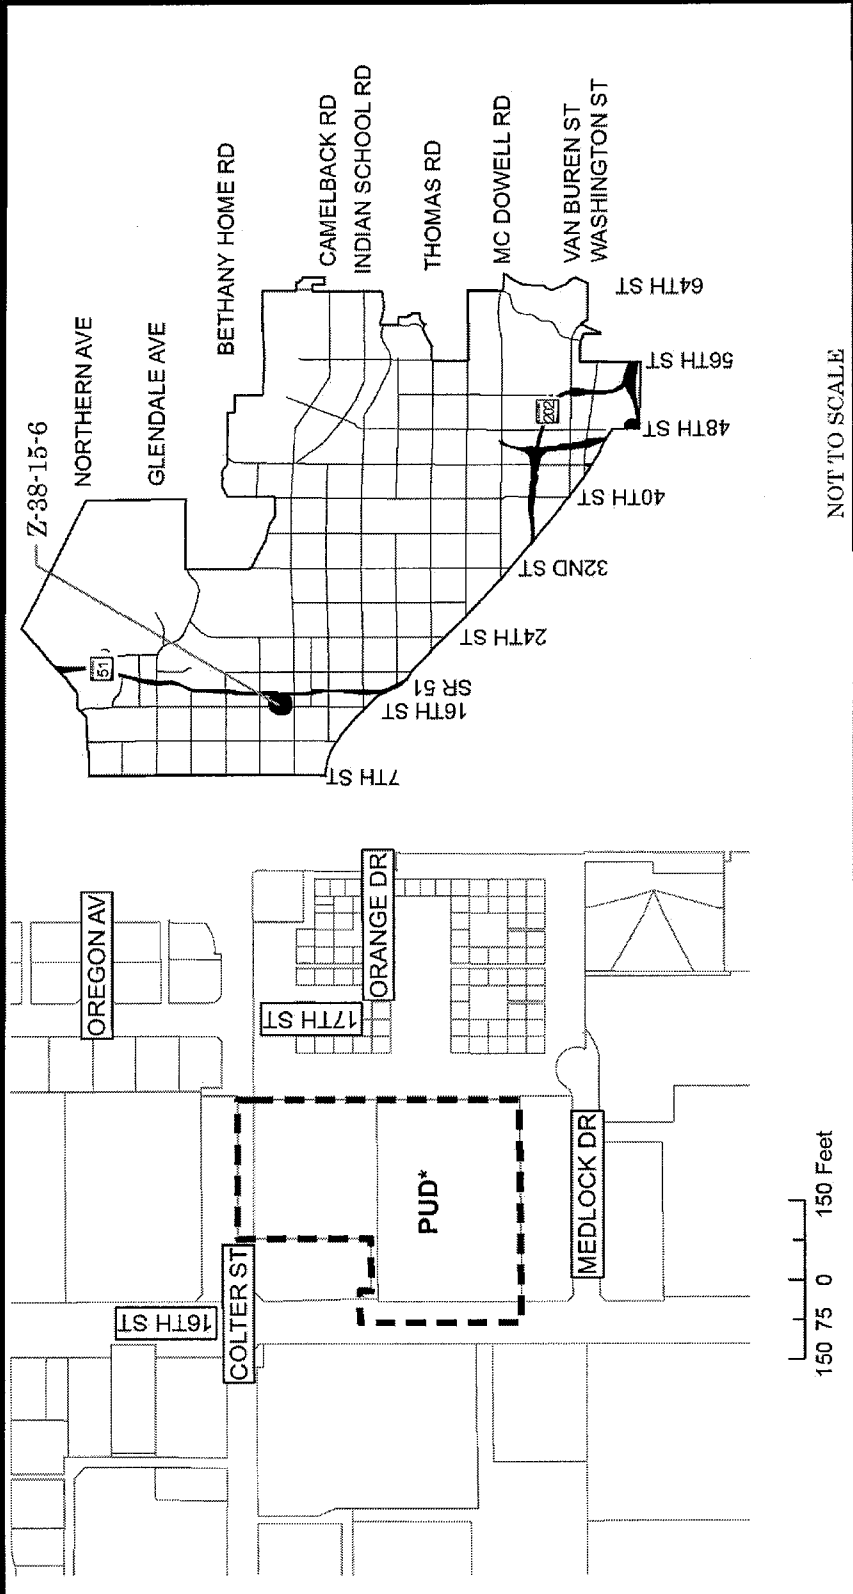 Z-38-15-6
NORTHERN AVE
GLENDALE AVE
BETHANY HOME RD
CAMELBACK RD
INDIAN SCHOOL RD
THOMAS RD
MC DOWELL RD
VAN BUREN ST
WASHINGTON ST
51
202
7TH ST
16TH ST
SR 51
24TH ST
32ND ST
40TH ST
48TH ST
56TH ST
64TH ST
NOT TO SCALE
OREGON AV
16TH ST
COLTER ST
17TH ST
ORANGE DR
PUD*
MEDLOCK DR
150 75 0 150 Feet